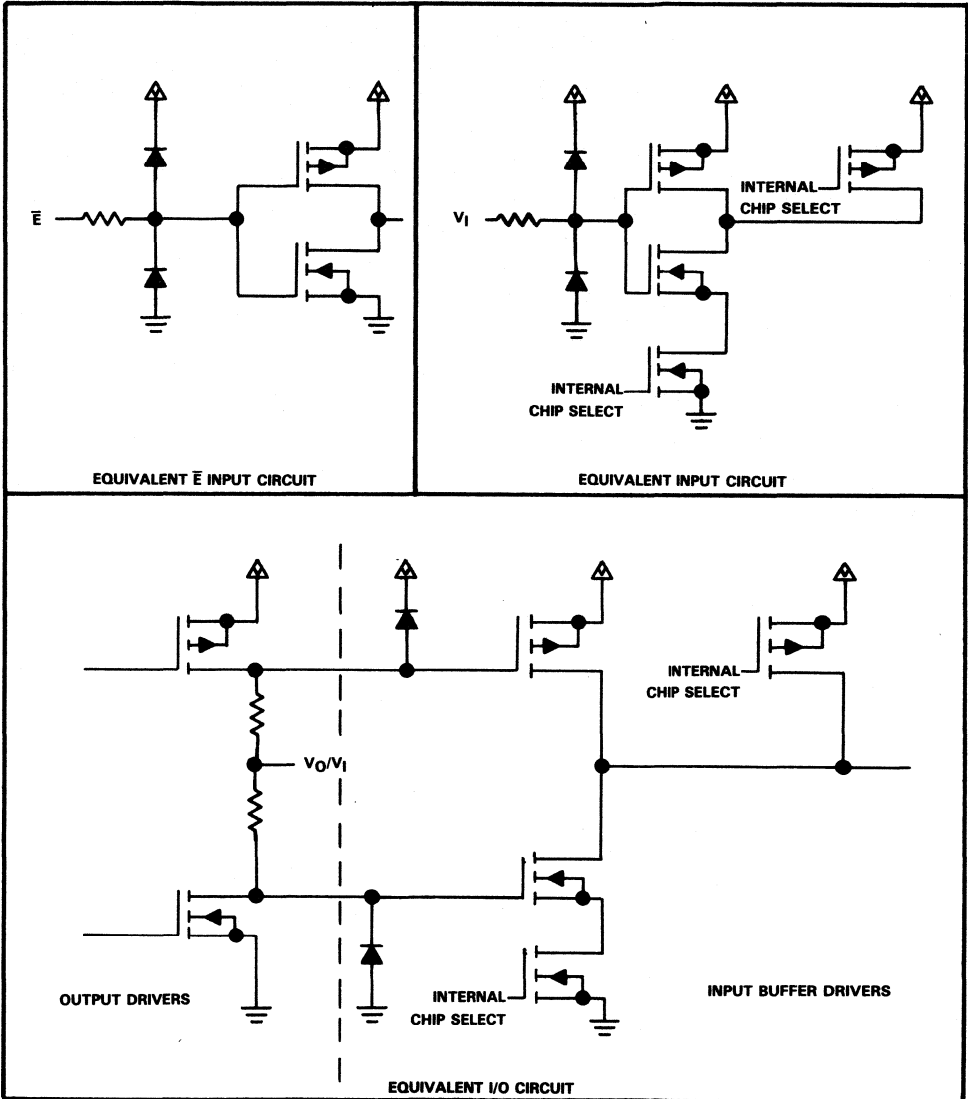 E̅
EQUIVALENT E̅ INPUT CIRCUIT
INTERNAL
CHIP SELECT
VI
INTERNAL
CHIP SELECT
EQUIVALENT INPUT CIRCUIT
INTERNAL
CHIP SELECT
VO/VI
OUTPUT DRIVERS
INTERNAL
CHIP SELECT
INPUT BUFFER DRIVERS
EQUIVALENT I/O CIRCUIT